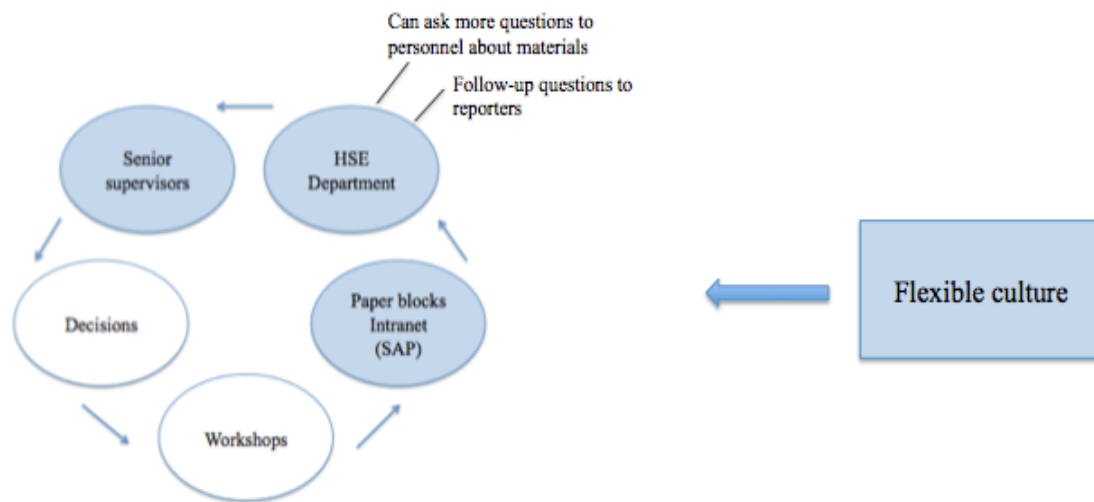 Can ask more questions to
personnel about materials
Follow-up questions to
reporters
Senior
supervisors
HSE
Department
Decisions
Paper blocks
Intranet
(SAP)
Workshops
Flexible culture